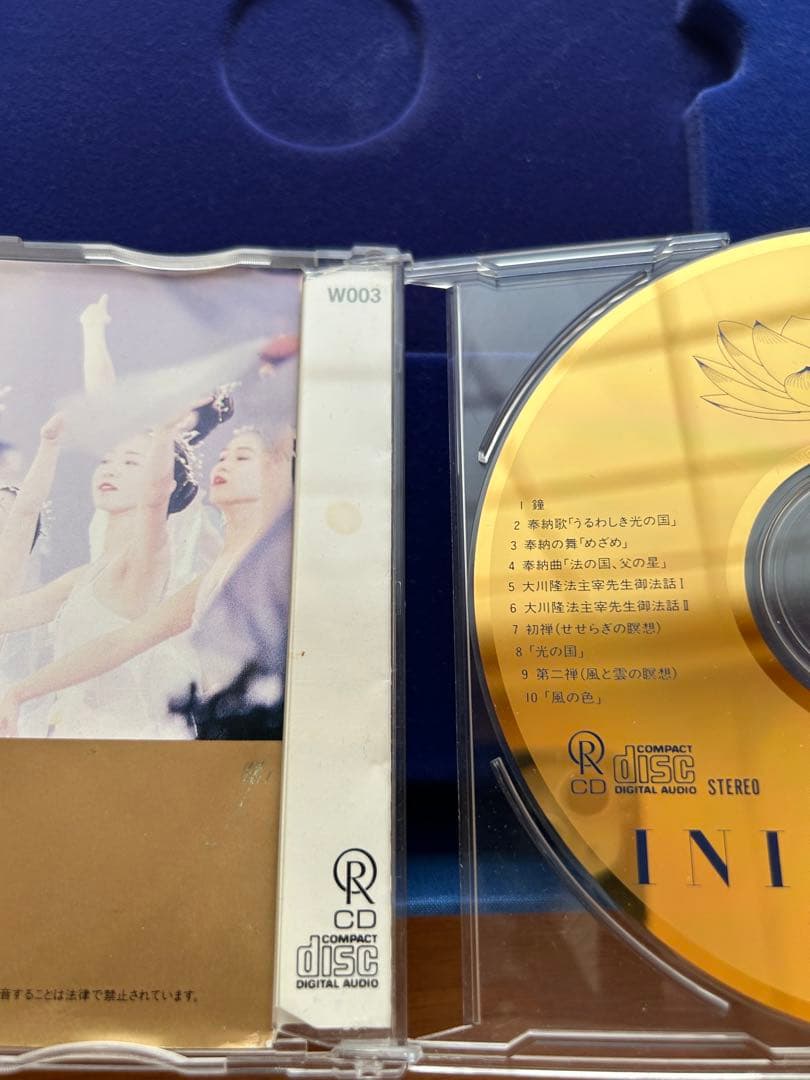 W003
R
CD
COMPACT
disc
DIGITAL AUDIO
音することは法律で禁止されています。
1 鐘
2 奉納歌「うるわしき光の国」
3 奉納の舞「めざめ」
4 奉納曲「法の国、父の星」
5 大川隆法主宰先生御法話Ⅰ
6 大川隆法主宰先生御法話Ⅱ
7 初禅(せせらぎの瞑想)
8 「光の国」
9 第二禅(風と雲の瞑想)
10 「風の色」
R
CD
COMPACT
disc
DIGITAL AUDIO
STEREO
INI